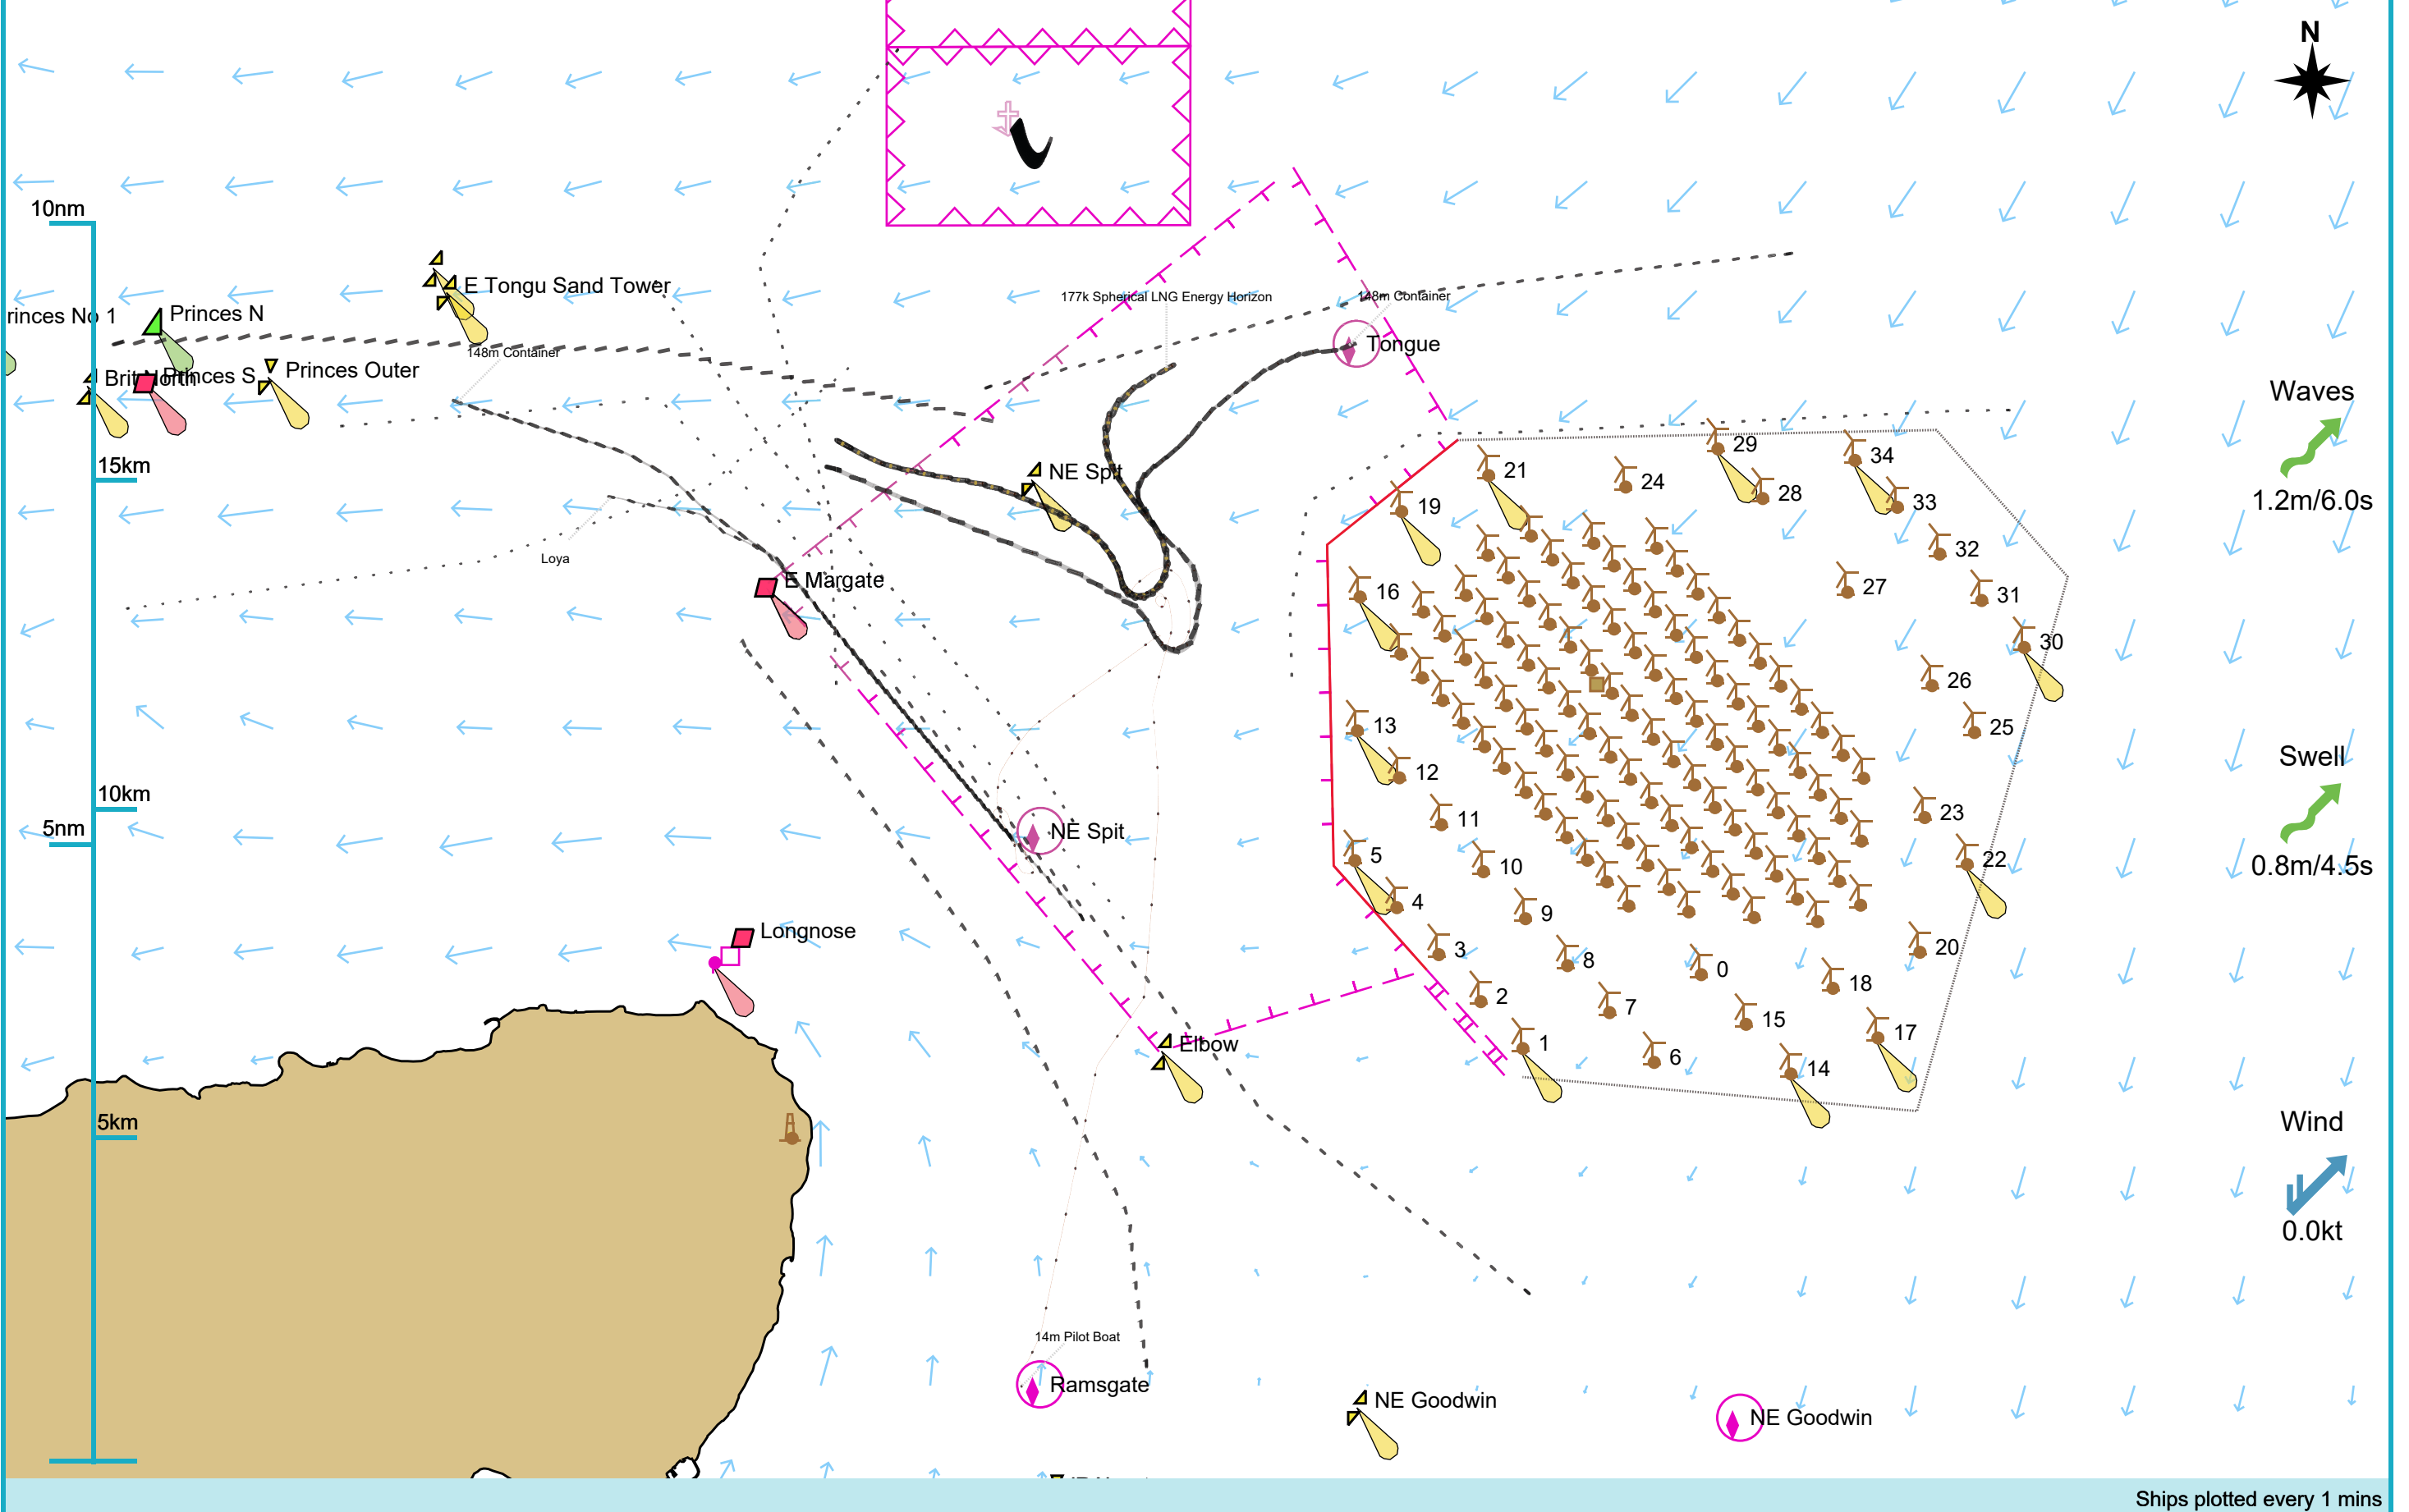 N
10nm
E Tongu Sand Tower
177k Spherical LNG Energy Horizon
148m Container
rinces No 1
Princes N
Tongue
148m Container
Brit North
Princes S
Princes Outer
Waves
1.2m/6.0s
29
34
21
24
28
33
19
15km
NE Spit
32
Loya
E Margate
27
31
16
30
26
25
13
Swell
0.8m/4.5s
12
10km
5nm
NE Spit
11
23
5
10
22
4
9
Longnose
3
8
0
20
18
2
7
15
17
Elbow
1
6
14
Wind
0.0kt
5km
14m Pilot Boat
Ramsgate
NE Goodwin
NE Goodwin
Ships plotted every 1 mins